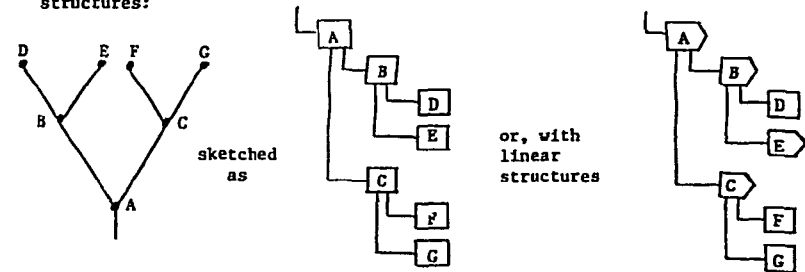 structures:
D E F G
B C
A
sketched
as
A
B
D
E
C
F
G
or, with
linear
structures
A
B
D
E
C
F
G